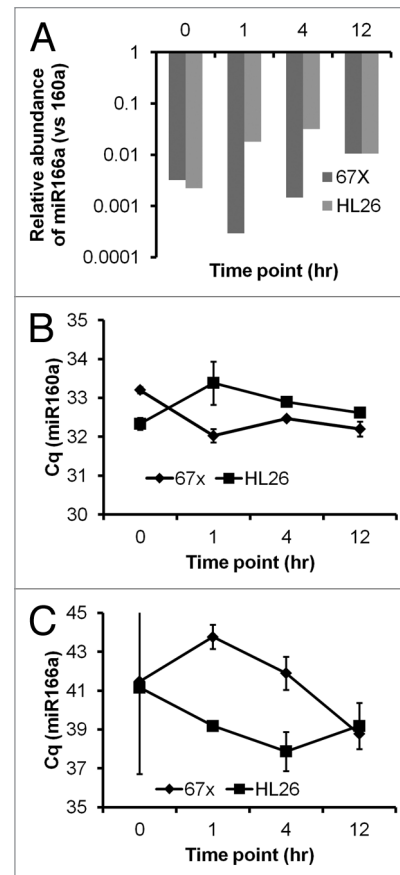 A
0 1 4 12
Relative abundance
of miR166a (vs 160a)
1
0.1
0.01
0.001
0.0001
67X
HL26
Time point (hr)
B
Cq (miR160a)
35
34
33
32
31
30
67x HL26
0 1 4 12
Time point (hr)
C
Cq (miR166a)
45
43
41
39
37
35
67x HL26
0 1 4 12
Time point (hr)